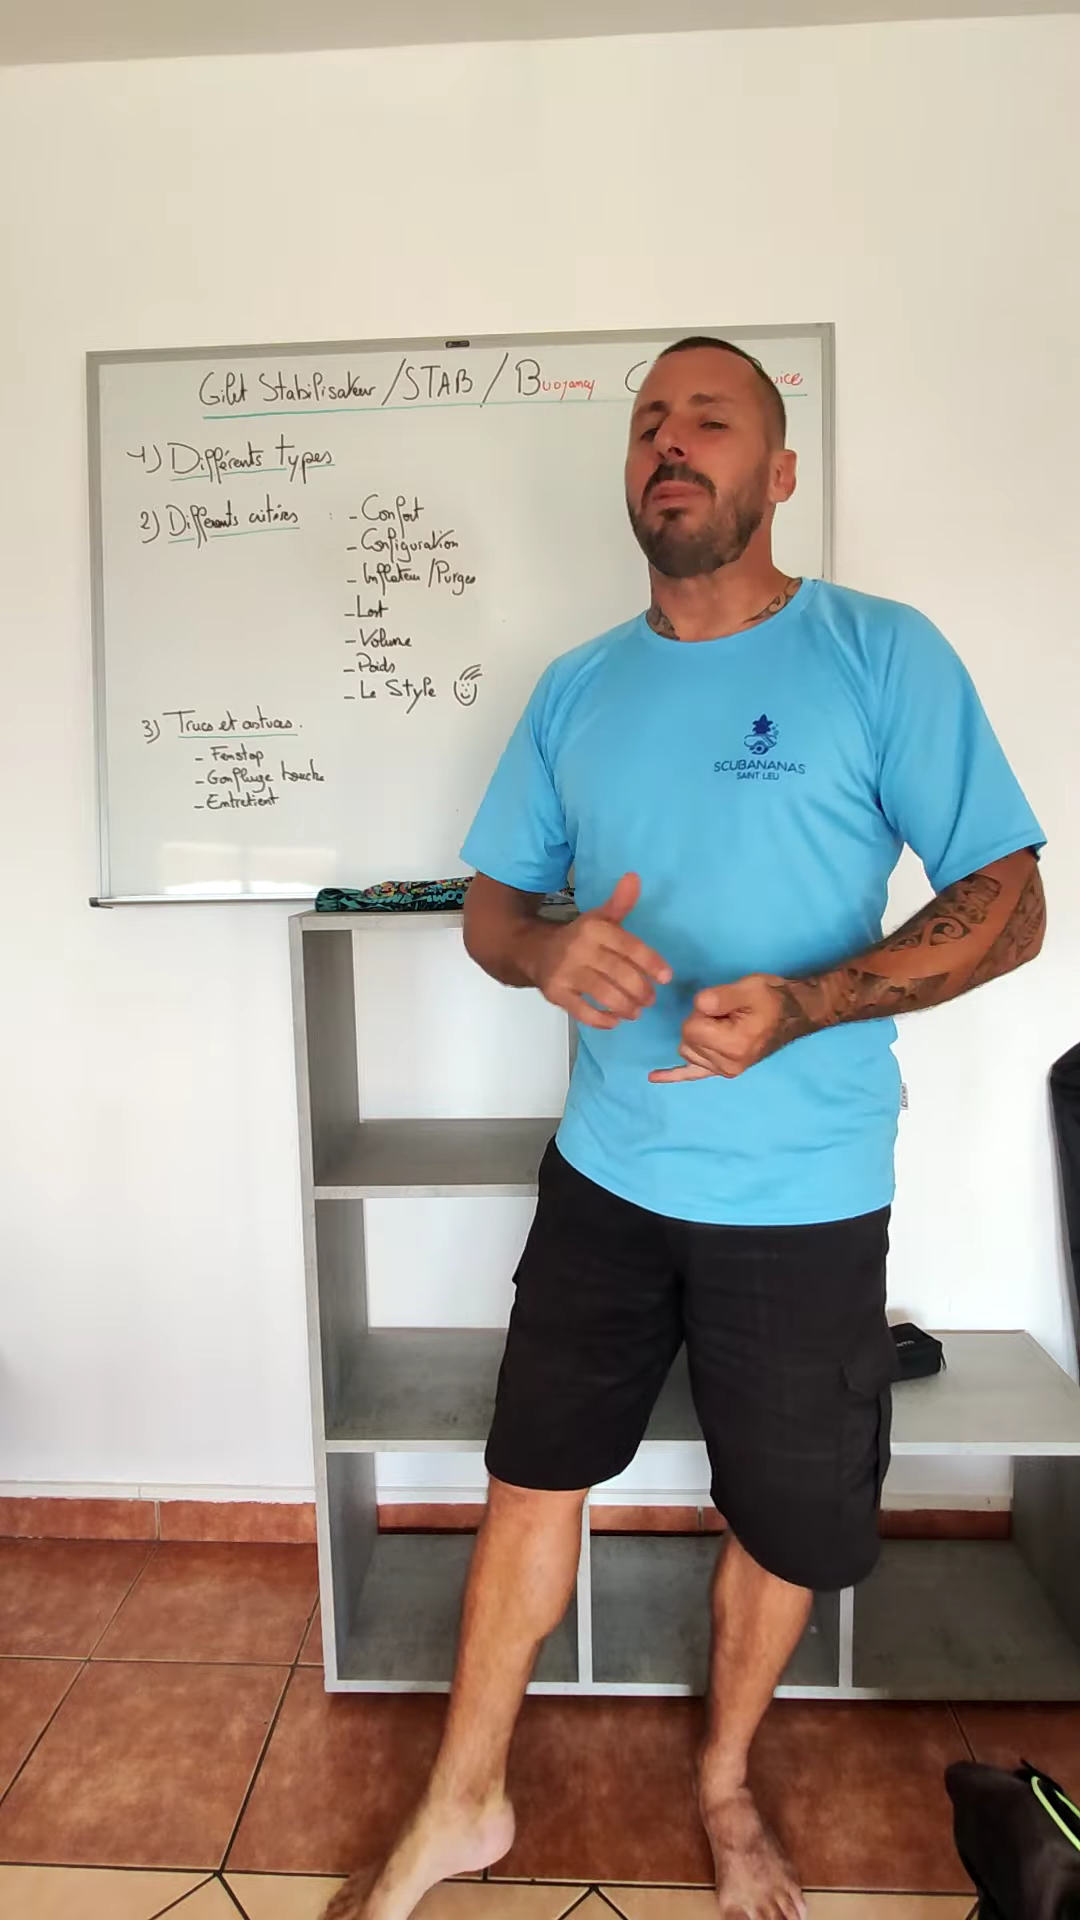 Gilet Stabilisateur / STAB / Buoyancy C vice
1) Différents types
2) Différents critères : - Confort
- Configuration
- Inflateur / Purges
- Lest
- Volume
- Poids
- Le Style
3) Trucs et astuces.
- Fenstop
- Gonflage bouche
- Entretient
SCUBANANAS
SAINT LEU